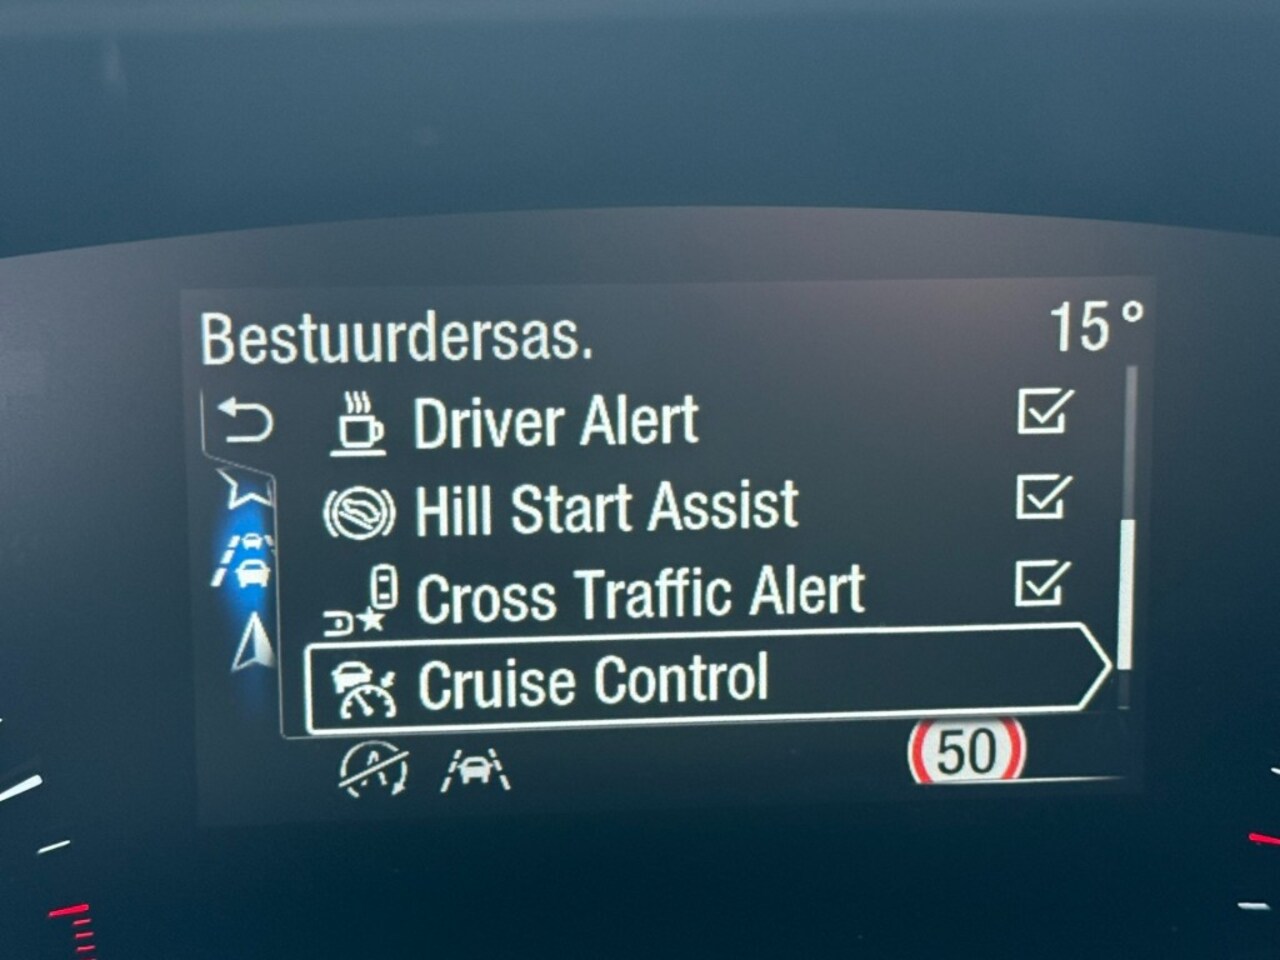 Bestuurdersas. 15°
Driver Alert
Hill Start Assist
Cross Traffic Alert
Cruise Control
50